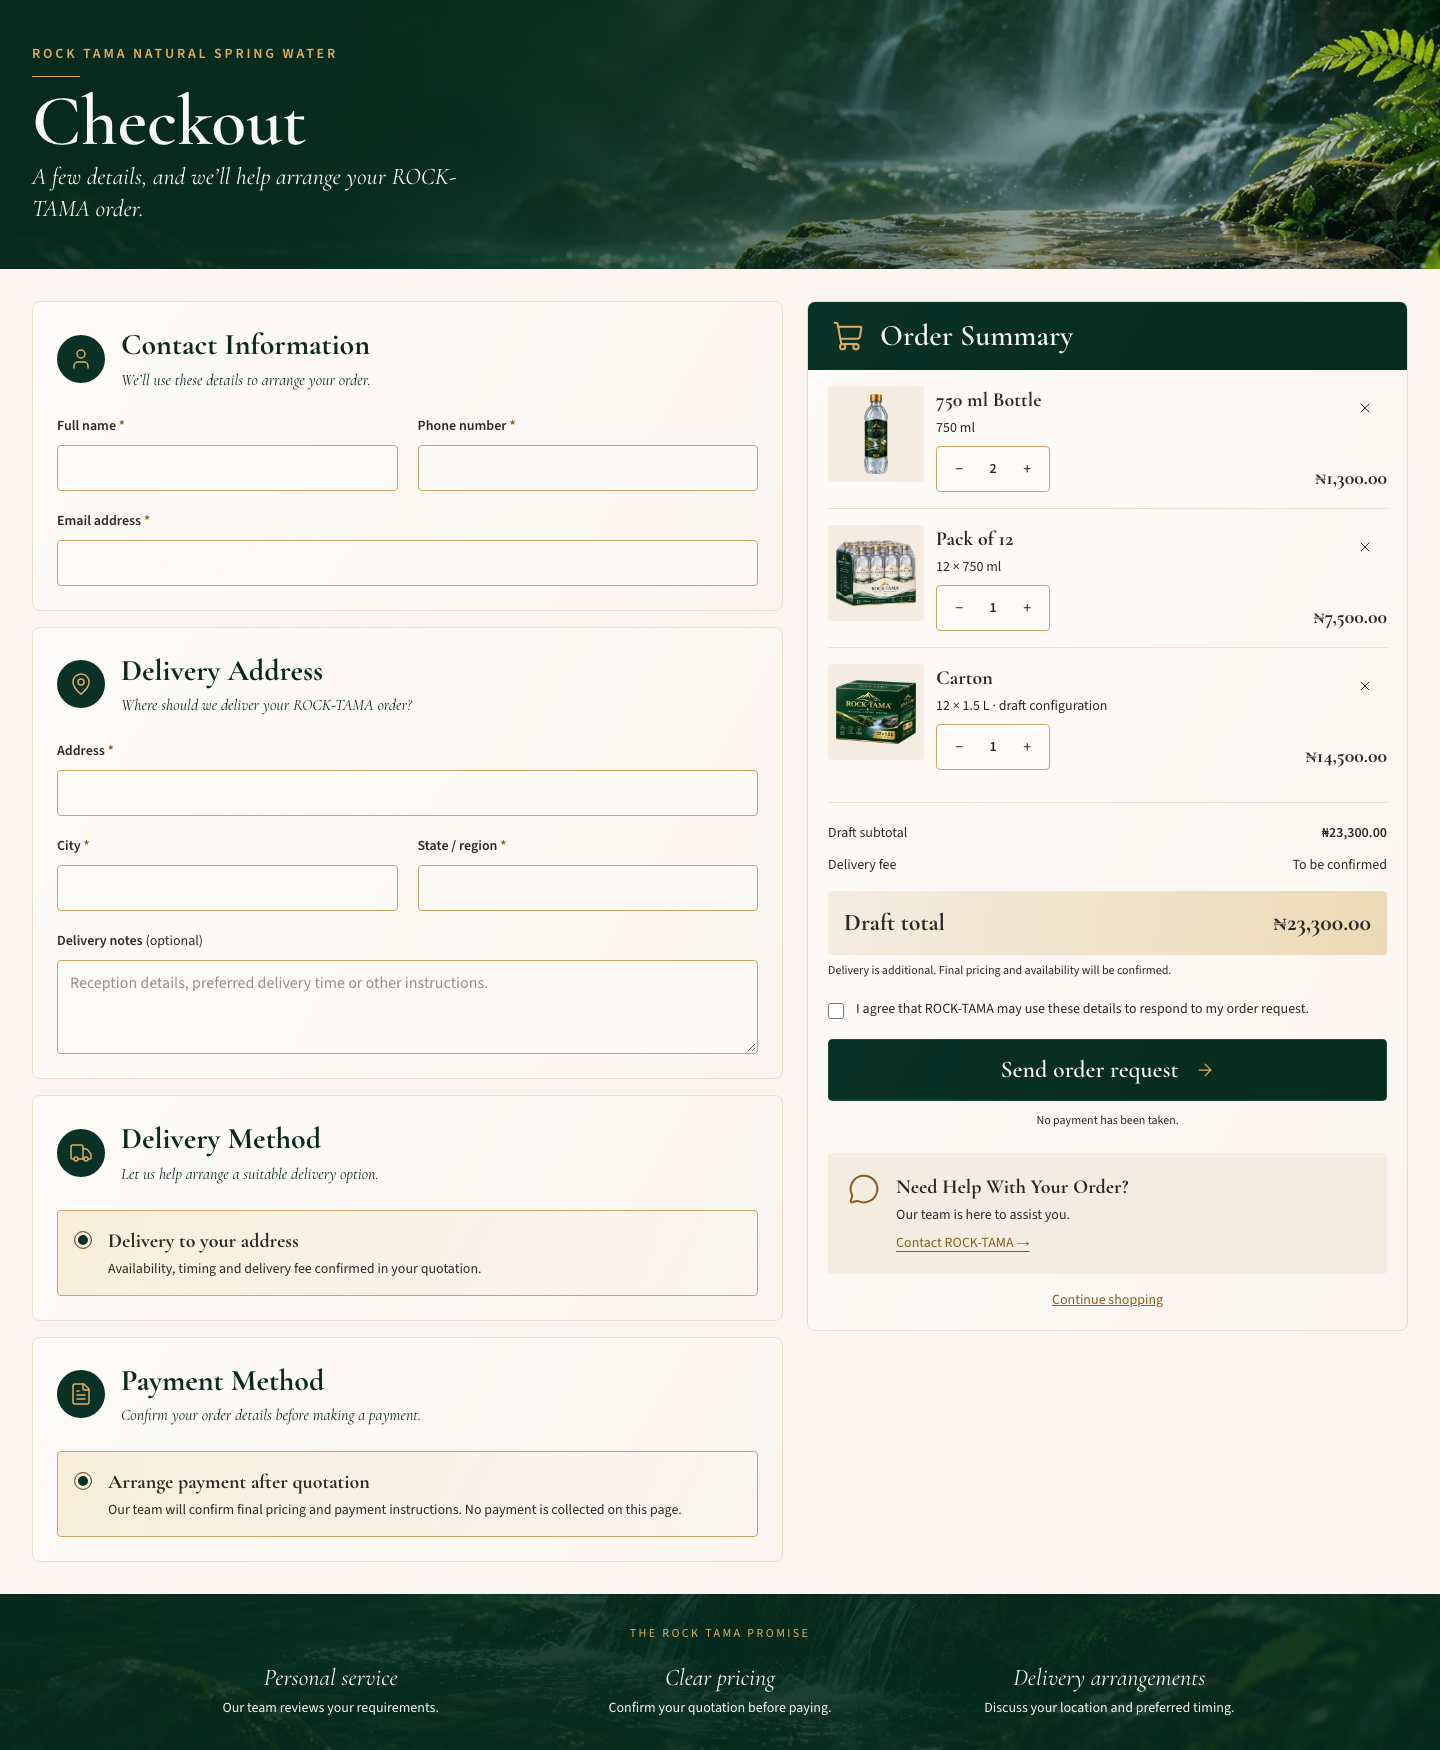 ROCK TAMA NATURAL SPRING WATER
Checkout
A few details, and we’ll help arrange your ROCK-
TAMA order.
Contact Information
We’ll use these details to arrange your order.
Full name *
Phone number *
Email address *
Delivery Address
Where should we deliver your ROCK-TAMA order?
Address *
City *
State / region *
Delivery notes (optional)
Reception details, preferred delivery time or other instructions.
Delivery Method
Let us help arrange a suitable delivery option.
Delivery to your address
Availability, timing and delivery fee confirmed in your quotation.
Payment Method
Confirm your order details before making a payment.
Arrange payment after quotation
Our team will confirm final pricing and payment instructions. No payment is collected on this page.
Order Summary
750 ml Bottle
750 ml
− 2 +
₦1,300.00
Pack of 12
12 × 750 ml
− 1 +
₦7,500.00
ROCK-TAMA
Carton
12 × 1.5 L · draft configuration
− 1 +
₦14,500.00
Draft subtotal
₦23,300.00
Delivery fee
To be confirmed
Draft total
₦23,300.00
Delivery is additional. Final pricing and availability will be confirmed.
I agree that ROCK-TAMA may use these details to respond to my order request.
Send order request →
No payment has been taken.
Need Help With Your Order?
Our team is here to assist you.
Contact ROCK-TAMA →
Continue shopping
THE ROCK TAMA PROMISE
Personal service
Our team reviews your requirements.
Clear pricing
Confirm your quotation before paying.
Delivery arrangements
Discuss your location and preferred timing.